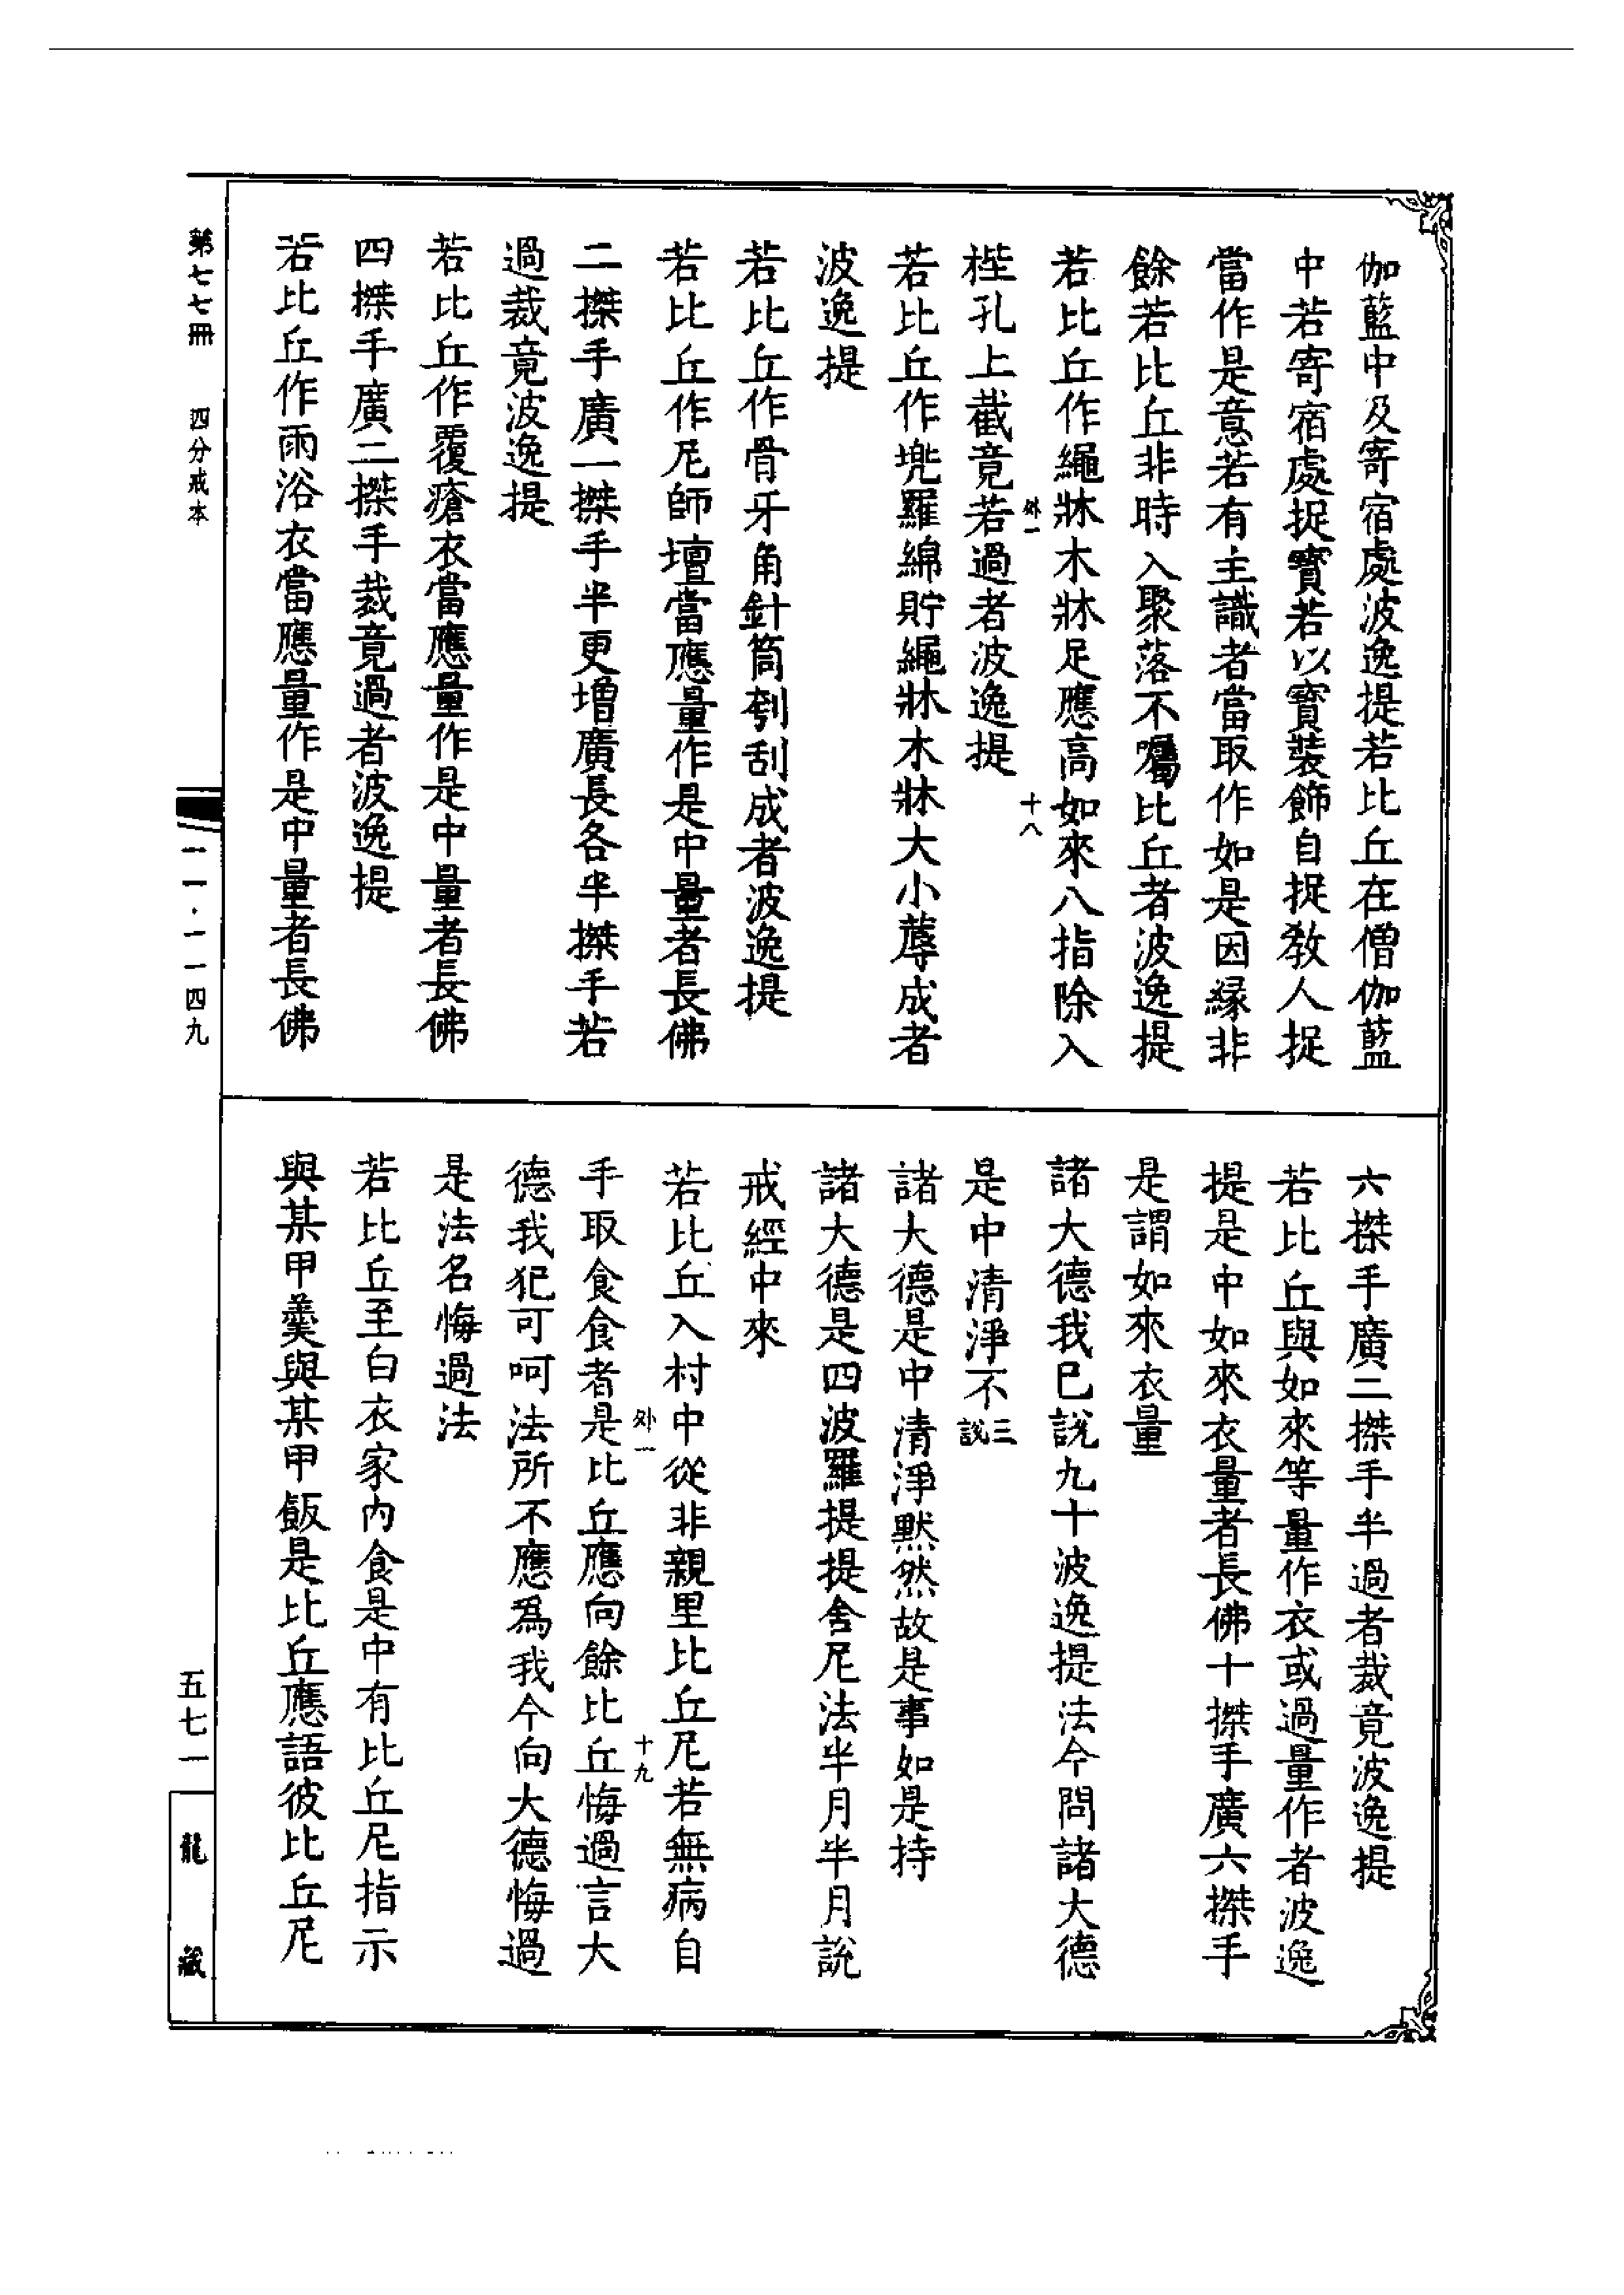 伽藍中及寄宿處波逸提若比丘在僧伽藍
中若寄宿處捉寳若以寳裝飾自捉教人捉
當作是意若有主識者當取作如是因緣非
餘若比丘非時入聚落不囑比丘者波逸提
若比丘作繩牀木牀足應高如來八指除入
外一 十八
梐孔上截竟若過者波逸提
若比丘作兜羅綿貯繩牀木牀大小蓐成者
波逸提
若比丘作骨牙角針筒刳刮成者波逸提
若比丘作尼師壇當應量作是中量者長佛
二搩手廣一搩手半更增廣長各半搩手若
過裁竟波逸提
若比丘作覆瘡衣當應量作是中量者長佛
四搩手廣二搩手裁竟過者波逸提
若比丘作雨浴衣當應量作是中量者長佛
六搩手廣二搩手半過者裁竟波逸提
若比丘與如來等量作衣或過量作者波逸
提是中如來衣量者長佛十搩手廣六搩手
是謂如來衣量
諸大德我已說九十波逸提法今問諸大德
是中清淨不三說
諸大德是中清淨默然故是事如是持
諸大德是四波羅提提舍尼法半月半月說
戒經中來
若比丘入村中從非親里比丘尼若無病自
外一 十九
手取食食者是比丘應向餘比丘悔過言大
德我犯可呵法所不應爲我今向大德悔過
是法名悔過法
若比丘至白衣家內食是中有比丘尼指示
與某甲羹與某甲飯是比丘應語彼比丘尼
第七七冊 四分戒本
一一·一一四九
五七一
龍藏